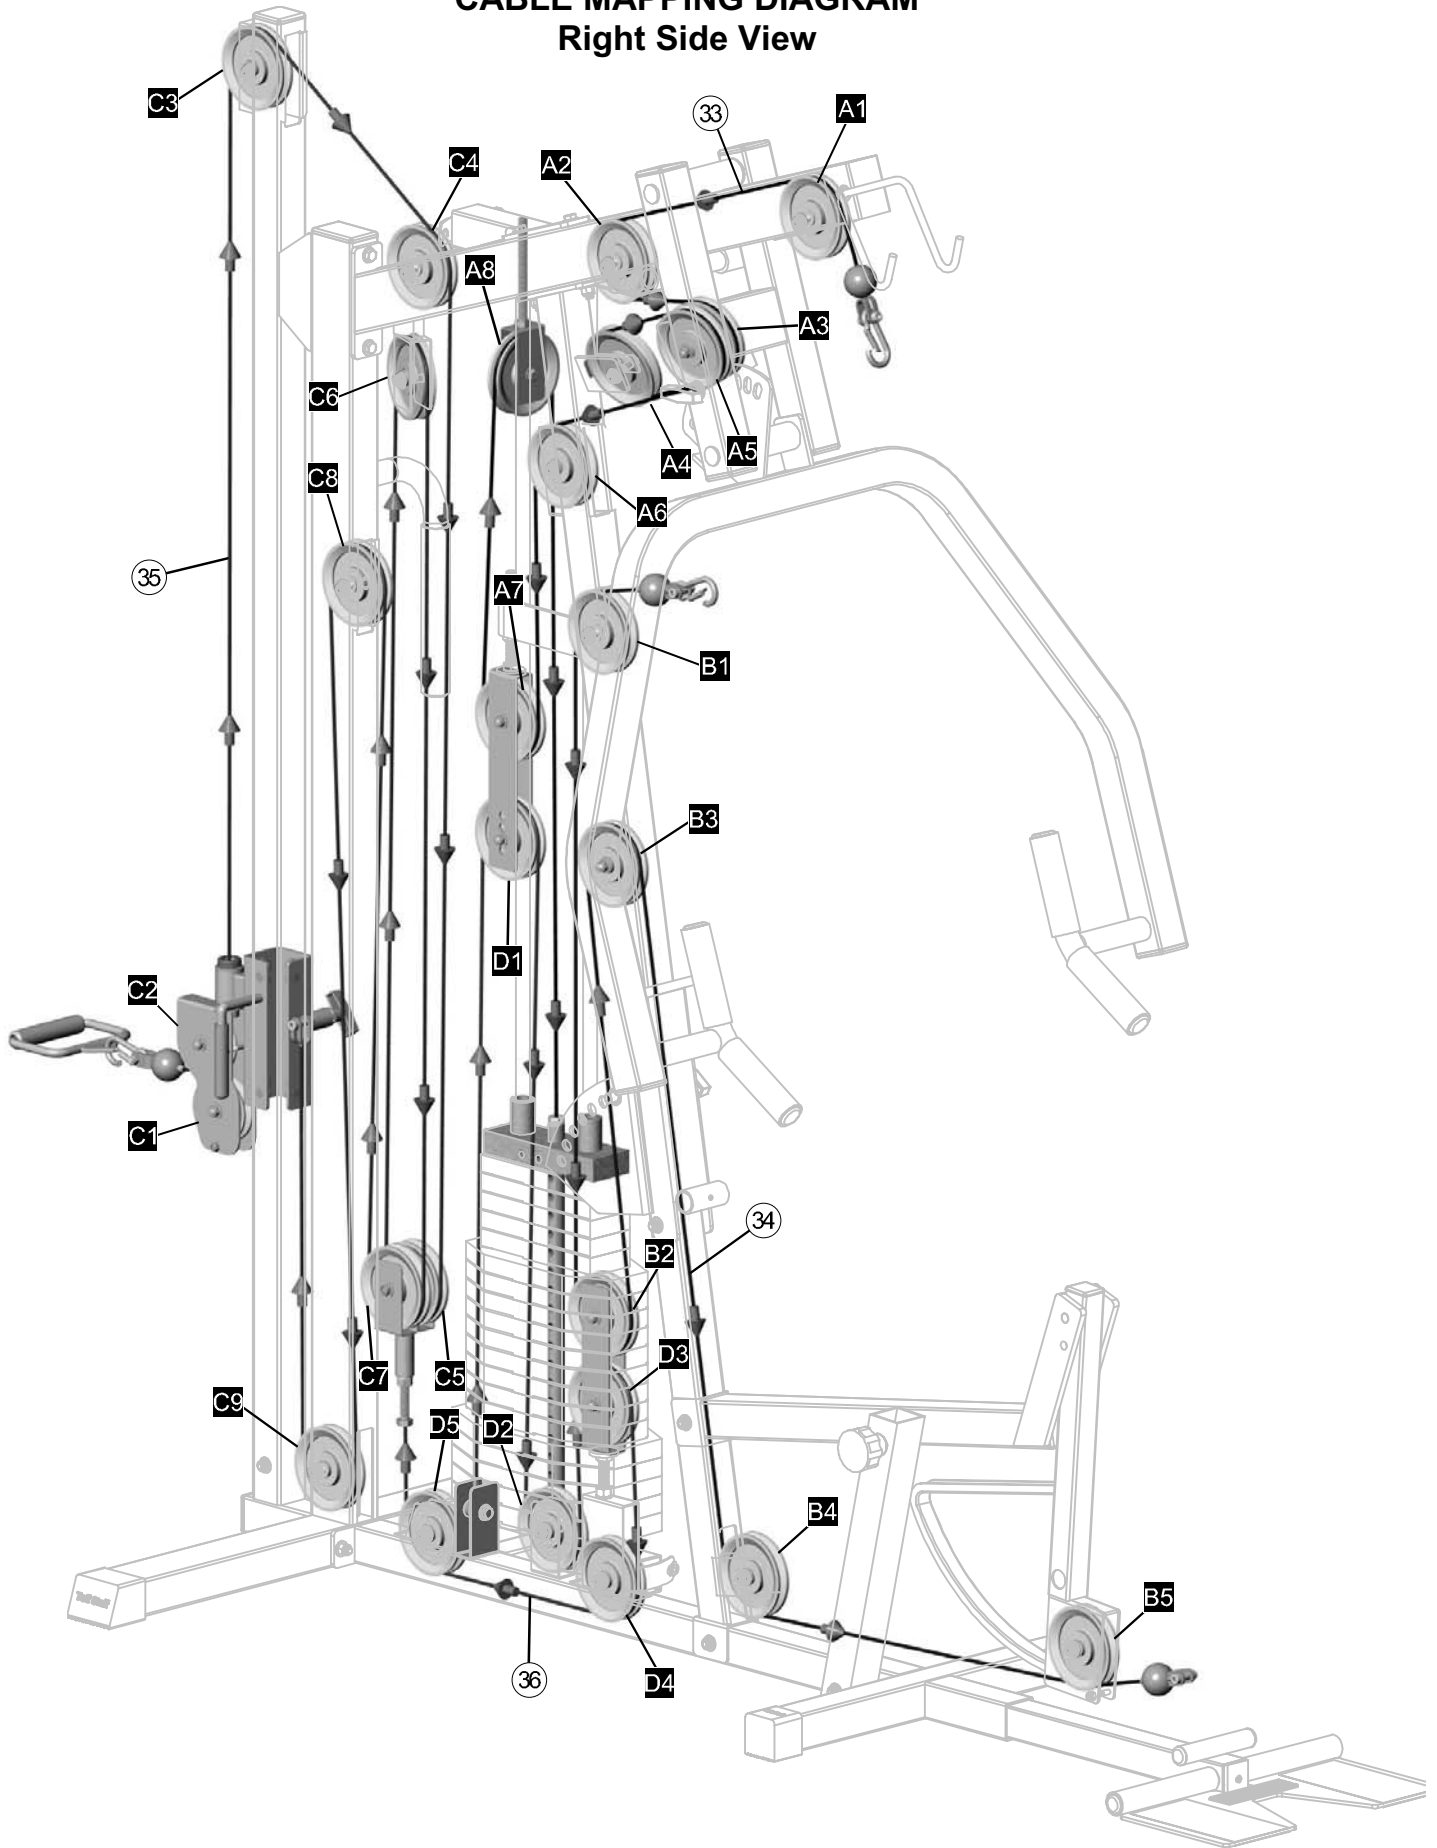 CABLE MAPPING DIAGRAM
Right Side View
C3
33
A1
C4
A2
A8
A3
C6
A4
A5
C8
A6
35
A7
B1
B3
D1
C2
C1
34
B2
D3
C7
C5
C9
D5
D2
B4
B5
36
D4